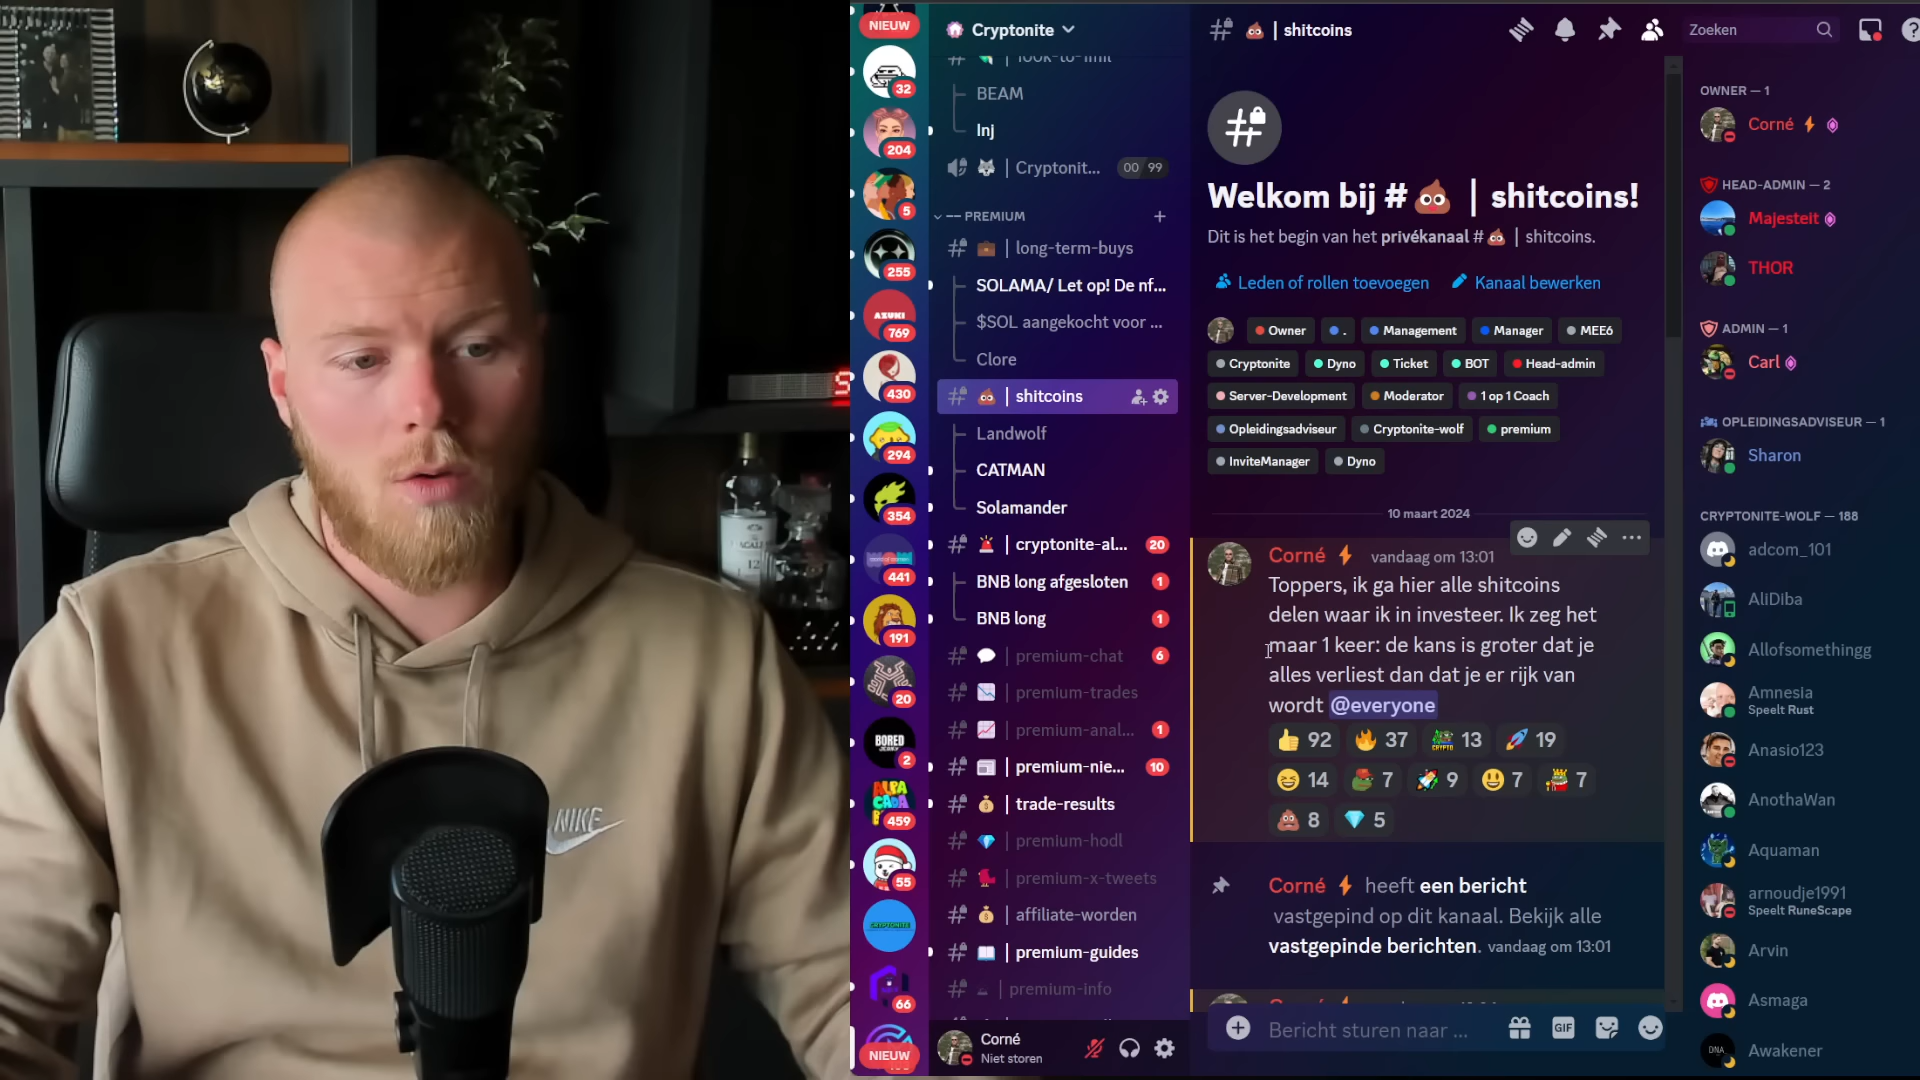 NIEUW
32
204
5
255
AZUKI
769
430
294
354
441
191
20
BORED
2
ALPACADABRAZ
459
55
CRYPTONITE
66
NIEUW
Cryptonite
BEAM
Inj
Cryptonit...
00 99
PREMIUM
| long-term-buys
SOLAMA/ Let op! De nf...
$SOL aangekocht voor ...
Clore
| shitcoins
Landwolf
CATMAN
Solamander
| cryptonite-al... 20
BNB long afgesloten 1
BNB long 1
| premium-chat 6
| premium-trades
| premium-anal... 1
| premium-nie... 10
| trade-results
| premium-hodl
| premium-x-tweets
| affiliate-worden
| premium-guides
| premium-info
Corné
Niet storen
# 💩 | shitcoins
Zoeken
Welkom bij # 💩 | shitcoins!
Dit is het begin van het privékanaal # 💩 | shitcoins.
Leden of rollen toevoegen Kanaal bewerken
Owner . Management Manager MEE6
Cryptonite Dyno Ticket BOT Head-admin
Server-Development Moderator 1 op 1 Coach
Opleidingsadviseur Cryptonite-wolf premium
InviteManager Dyno
10 maart 2024
Corné ⚡ vandaag om 13:01
Toppers, ik ga hier alle shitcoins
delen waar ik in investeer. Ik zeg het
maar 1 keer: de kans is groter dat je
alles verliest dan dat je er rijk van
wordt @everyone
👍 92 🔥 37 13 🚀 19
😆 14 7 9 😃 7 7
💩 8 💎 5
Corné ⚡ heeft een bericht
vastgepind op dit kanaal. Bekijk alle
vastgepinde berichten. vandaag om 13:01
Bericht sturen naar ...
GIF
OWNER — 1
Corné ⚡
HEAD-ADMIN — 2
Majesteit
THOR
ADMIN — 1
Carl
OPLEIDINGSADVISEUR — 1
Sharon
CRYPTONITE-WOLF — 188
adcom_101
AliDiba
Allofsomethingg
Amnesia
Speelt Rust
Anasio123
AnothaWan
Aquaman
arnoudje1991
Speelt RuneScape
Arvin
Asmaga
DNA
Awakener
NIKE
12
S